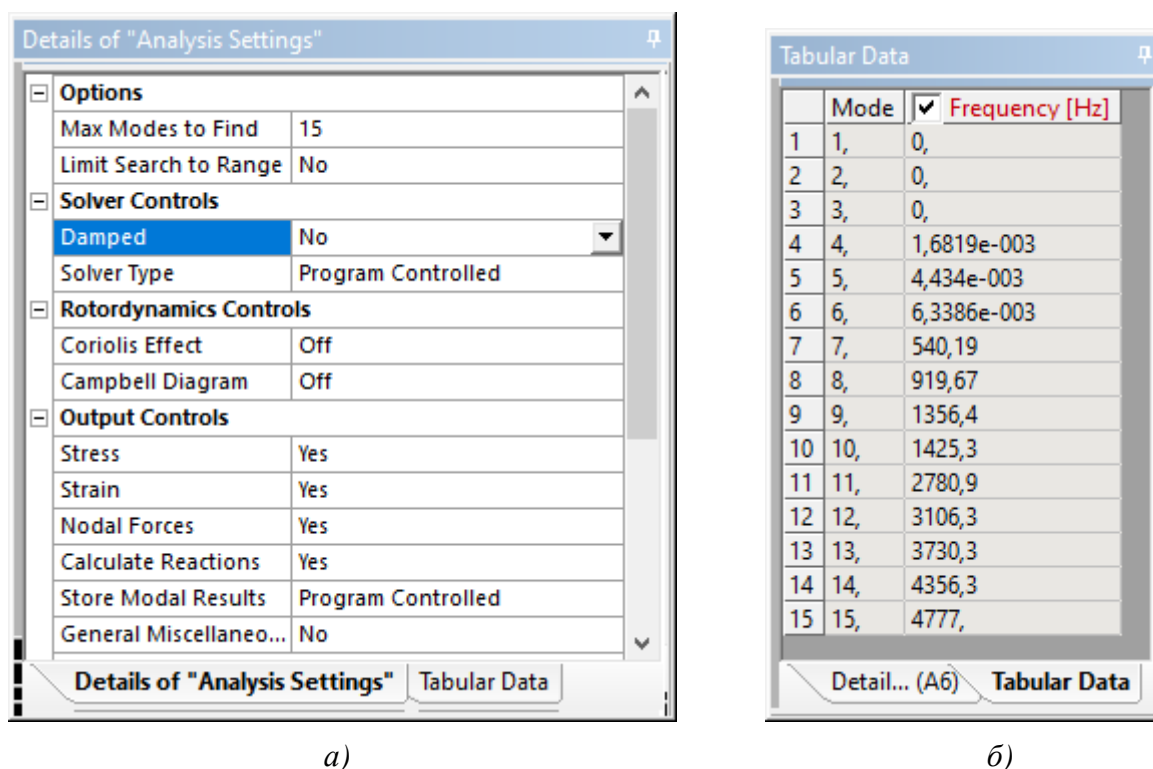 Details of "Analysis Settings"
Options
Max Modes to Find 15
Limit Search to Range No
Solver Controls
Damped No
Solver Type Program Controlled
Rotordynamics Controls
Coriolis Effect Off
Campbell Diagram Off
Output Controls
Stress Yes
Strain Yes
Nodal Forces Yes
Calculate Reactions Yes
Store Modal Results Program Controlled
General Miscellaneo... No
Details of "Analysis Settings" Tabular Data
а)
Tabular Data
Mode Frequency [Hz]
1 1, 0,
2 2, 0,
3 3, 0,
4 4, 1,6819e-003
5 5, 4,434e-003
6 6, 6,3386e-003
7 7, 540,19
8 8, 919,67
9 9, 1356,4
10 10, 1425,3
11 11, 2780,9
12 12, 3106,3
13 13, 3730,3
14 14, 4356,3
15 15, 4777,
Detail... (A6) Tabular Data
б)